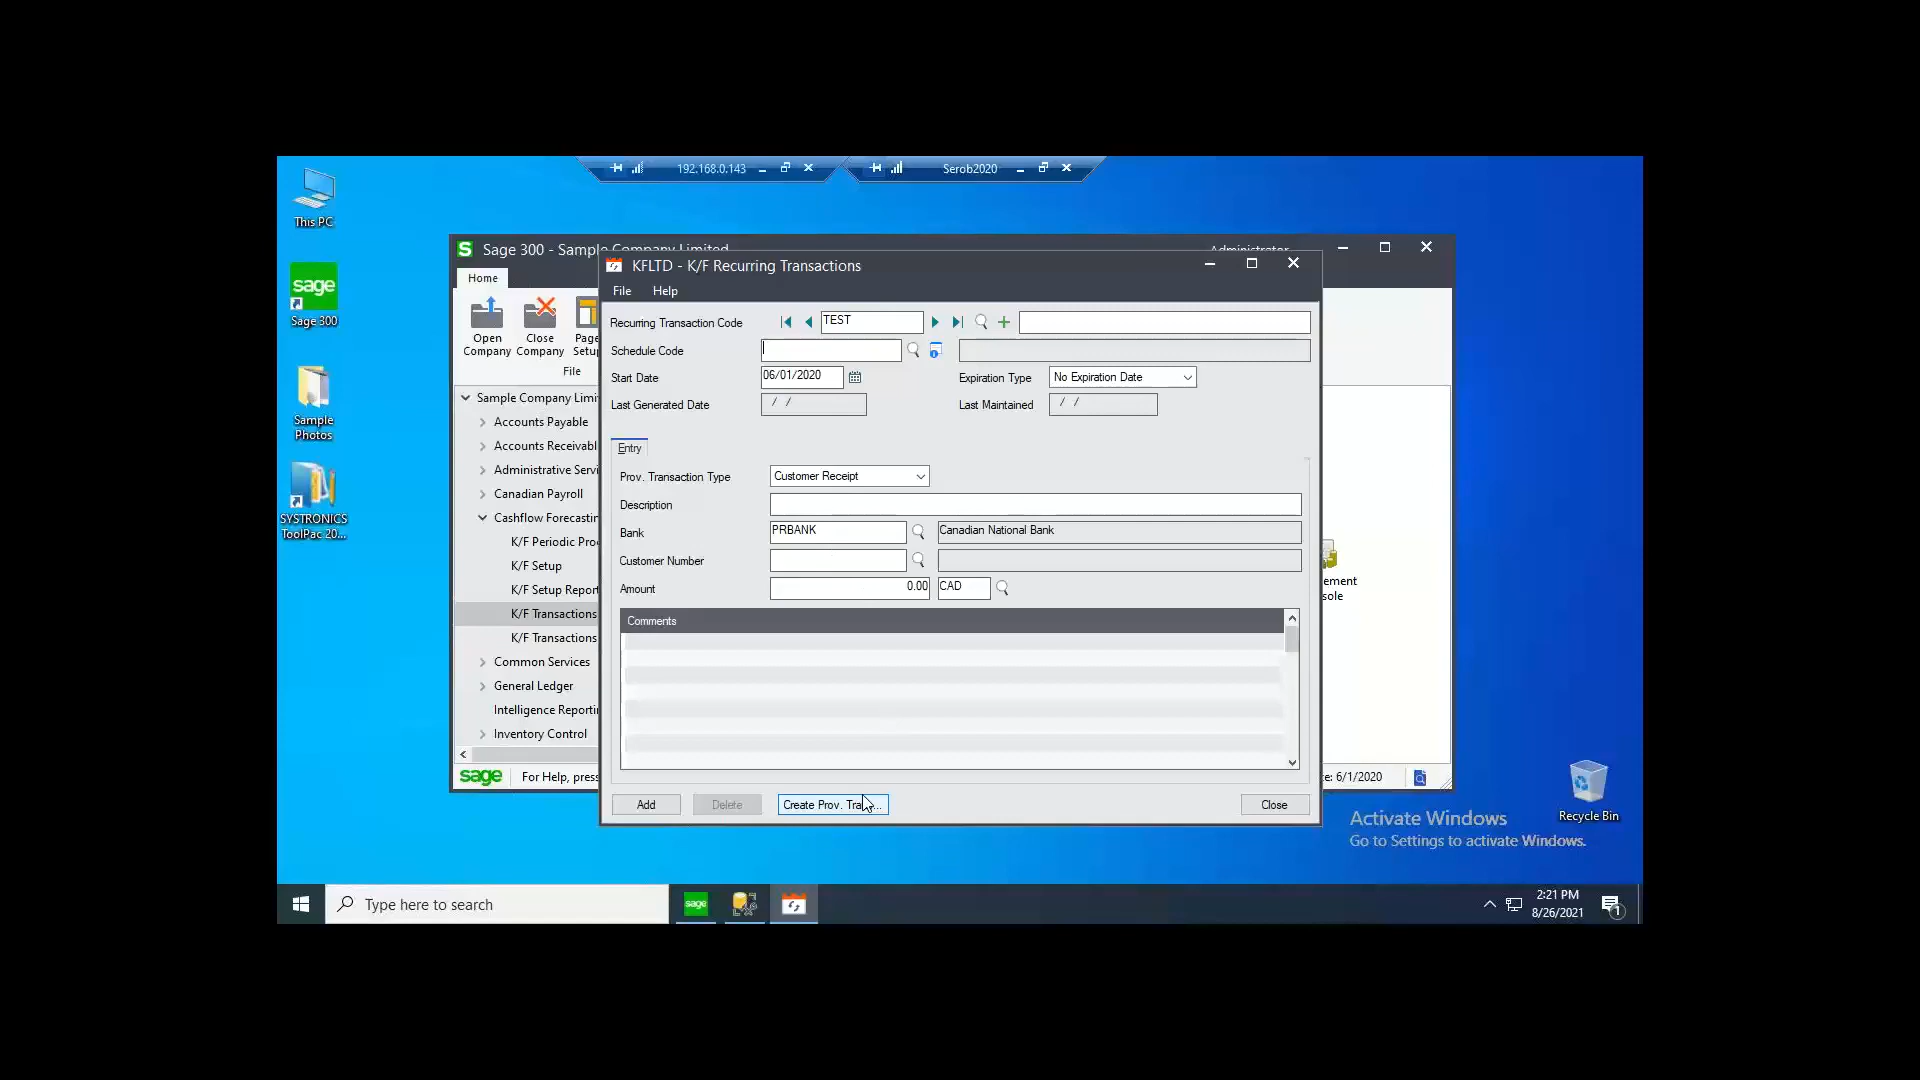 192.168.0.143
Serob2020
This PC
sage
Sage 300
Sample
Photos
SYSTRONICS
ToolPac 20...
S Sage 300 - Sample Company Limited
Administrator
Home
Open
Company
Close
Company
Page
Setu
File
Sample Company Limi
Accounts Payable
Accounts Receivabl
Administrative Servi
Canadian Payroll
Cashflow Forecastin
K/F Periodic Pro
K/F Setup
K/F Setup Report
K/F Transactions
K/F Transactions
Common Services
General Ledger
Intelligence Reporti
Inventory Control
sage
For Help, press
KFLTD - K/F Recurring Transactions
File Help
Recurring Transaction Code TEST
Schedule Code
Start Date 06/01/2020 Expiration Type No Expiration Date
Last Generated Date / / Last Maintained / /
Entry
Prov. Transaction Type Customer Receipt
Description
Bank PRBANK Canadian National Bank
Customer Number
Amount 0.00 CAD
Comments
Add Delete Create Prov. Tra... Close
ement
sole
e: 6/1/2020
Activate Windows
Go to Settings to activate Windows.
Recycle Bin
Type here to search
sage
2:21 PM
8/26/2021
1